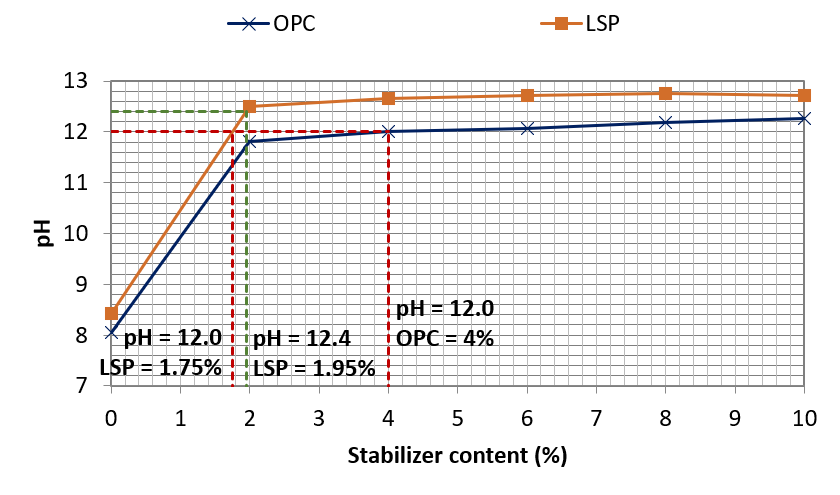 OPC LSP
13
12
11
10
9
8
7
pH
pH = 12.0
OPC = 4%
pH = 12.0
LSP = 1.75%
pH = 12.4
LSP = 1.95%
0 1 2 3 4 5 6 7 8 9 10
Stabilizer content (%)